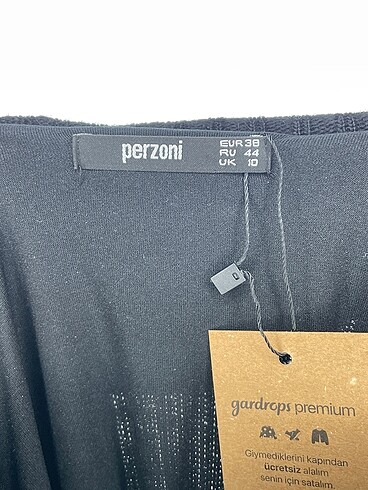 perzoni
EUR 38
RU 44
UK 10
gardrops premium
Giymediklerini kapından
ücretsiz alalım
senin için satalım